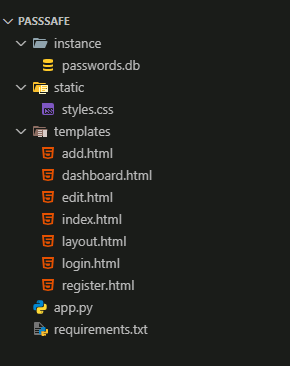 PASSSAFE
instance
passwords.db
static
styles.css
templates
add.html
dashboard.html
edit.html
index.html
layout.html
login.html
register.html
app.py
requirements.txt